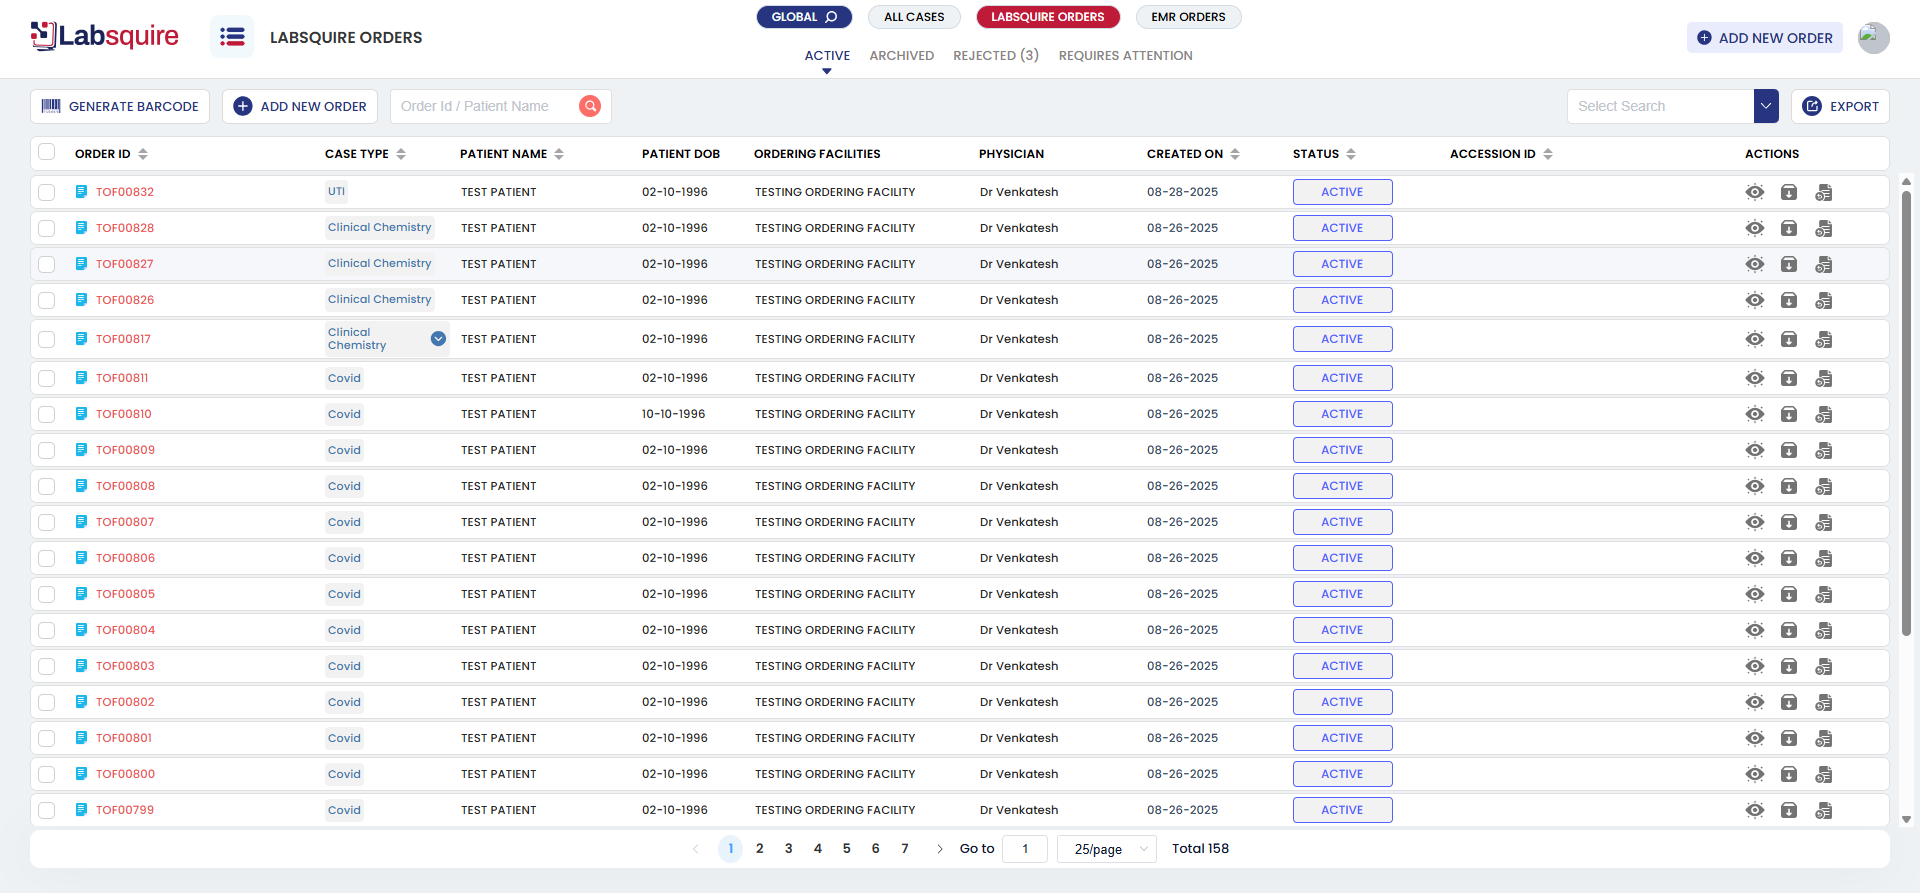 Labsquire
LABSQUIRE ORDERS
GLOBAL ALL CASES LABSQUIRE ORDERS EMR ORDERS
ACTIVE ARCHIVED REJECTED (3) REQUIRES ATTENTION
ADD NEW ORDER
GENERATE BARCODE ADD NEW ORDER Order Id / Patient Name Select Search EXPORT
ORDER ID CASE TYPE PATIENT NAME PATIENT DOB ORDERING FACILITIES PHYSICIAN CREATED ON STATUS ACCESSION ID ACTIONS
TOF00832 UTI TEST PATIENT 02-10-1996 TESTING ORDERING FACILITY Dr Venkatesh 08-28-2025 ACTIVE
TOF00828 Clinical Chemistry TEST PATIENT 02-10-1996 TESTING ORDERING FACILITY Dr Venkatesh 08-26-2025 ACTIVE
TOF00827 Clinical Chemistry TEST PATIENT 02-10-1996 TESTING ORDERING FACILITY Dr Venkatesh 08-26-2025 ACTIVE
TOF00826 Clinical Chemistry TEST PATIENT 02-10-1996 TESTING ORDERING FACILITY Dr Venkatesh 08-26-2025 ACTIVE
TOF00817 Clinical Chemistry TEST PATIENT 02-10-1996 TESTING ORDERING FACILITY Dr Venkatesh 08-26-2025 ACTIVE
TOF00811 Covid TEST PATIENT 02-10-1996 TESTING ORDERING FACILITY Dr Venkatesh 08-26-2025 ACTIVE
TOF00810 Covid TEST PATIENT 10-10-1996 TESTING ORDERING FACILITY Dr Venkatesh 08-26-2025 ACTIVE
TOF00809 Covid TEST PATIENT 02-10-1996 TESTING ORDERING FACILITY Dr Venkatesh 08-26-2025 ACTIVE
TOF00808 Covid TEST PATIENT 02-10-1996 TESTING ORDERING FACILITY Dr Venkatesh 08-26-2025 ACTIVE
TOF00807 Covid TEST PATIENT 02-10-1996 TESTING ORDERING FACILITY Dr Venkatesh 08-26-2025 ACTIVE
TOF00806 Covid TEST PATIENT 02-10-1996 TESTING ORDERING FACILITY Dr Venkatesh 08-26-2025 ACTIVE
TOF00805 Covid TEST PATIENT 02-10-1996 TESTING ORDERING FACILITY Dr Venkatesh 08-26-2025 ACTIVE
TOF00804 Covid TEST PATIENT 02-10-1996 TESTING ORDERING FACILITY Dr Venkatesh 08-26-2025 ACTIVE
TOF00803 Covid TEST PATIENT 02-10-1996 TESTING ORDERING FACILITY Dr Venkatesh 08-26-2025 ACTIVE
TOF00802 Covid TEST PATIENT 02-10-1996 TESTING ORDERING FACILITY Dr Venkatesh 08-26-2025 ACTIVE
TOF00801 Covid TEST PATIENT 02-10-1996 TESTING ORDERING FACILITY Dr Venkatesh 08-26-2025 ACTIVE
TOF00800 Covid TEST PATIENT 02-10-1996 TESTING ORDERING FACILITY Dr Venkatesh 08-26-2025 ACTIVE
TOF00799 Covid TEST PATIENT 02-10-1996 TESTING ORDERING FACILITY Dr Venkatesh 08-26-2025 ACTIVE
1 2 3 4 5 6 7 Go to 1 25/page Total 158